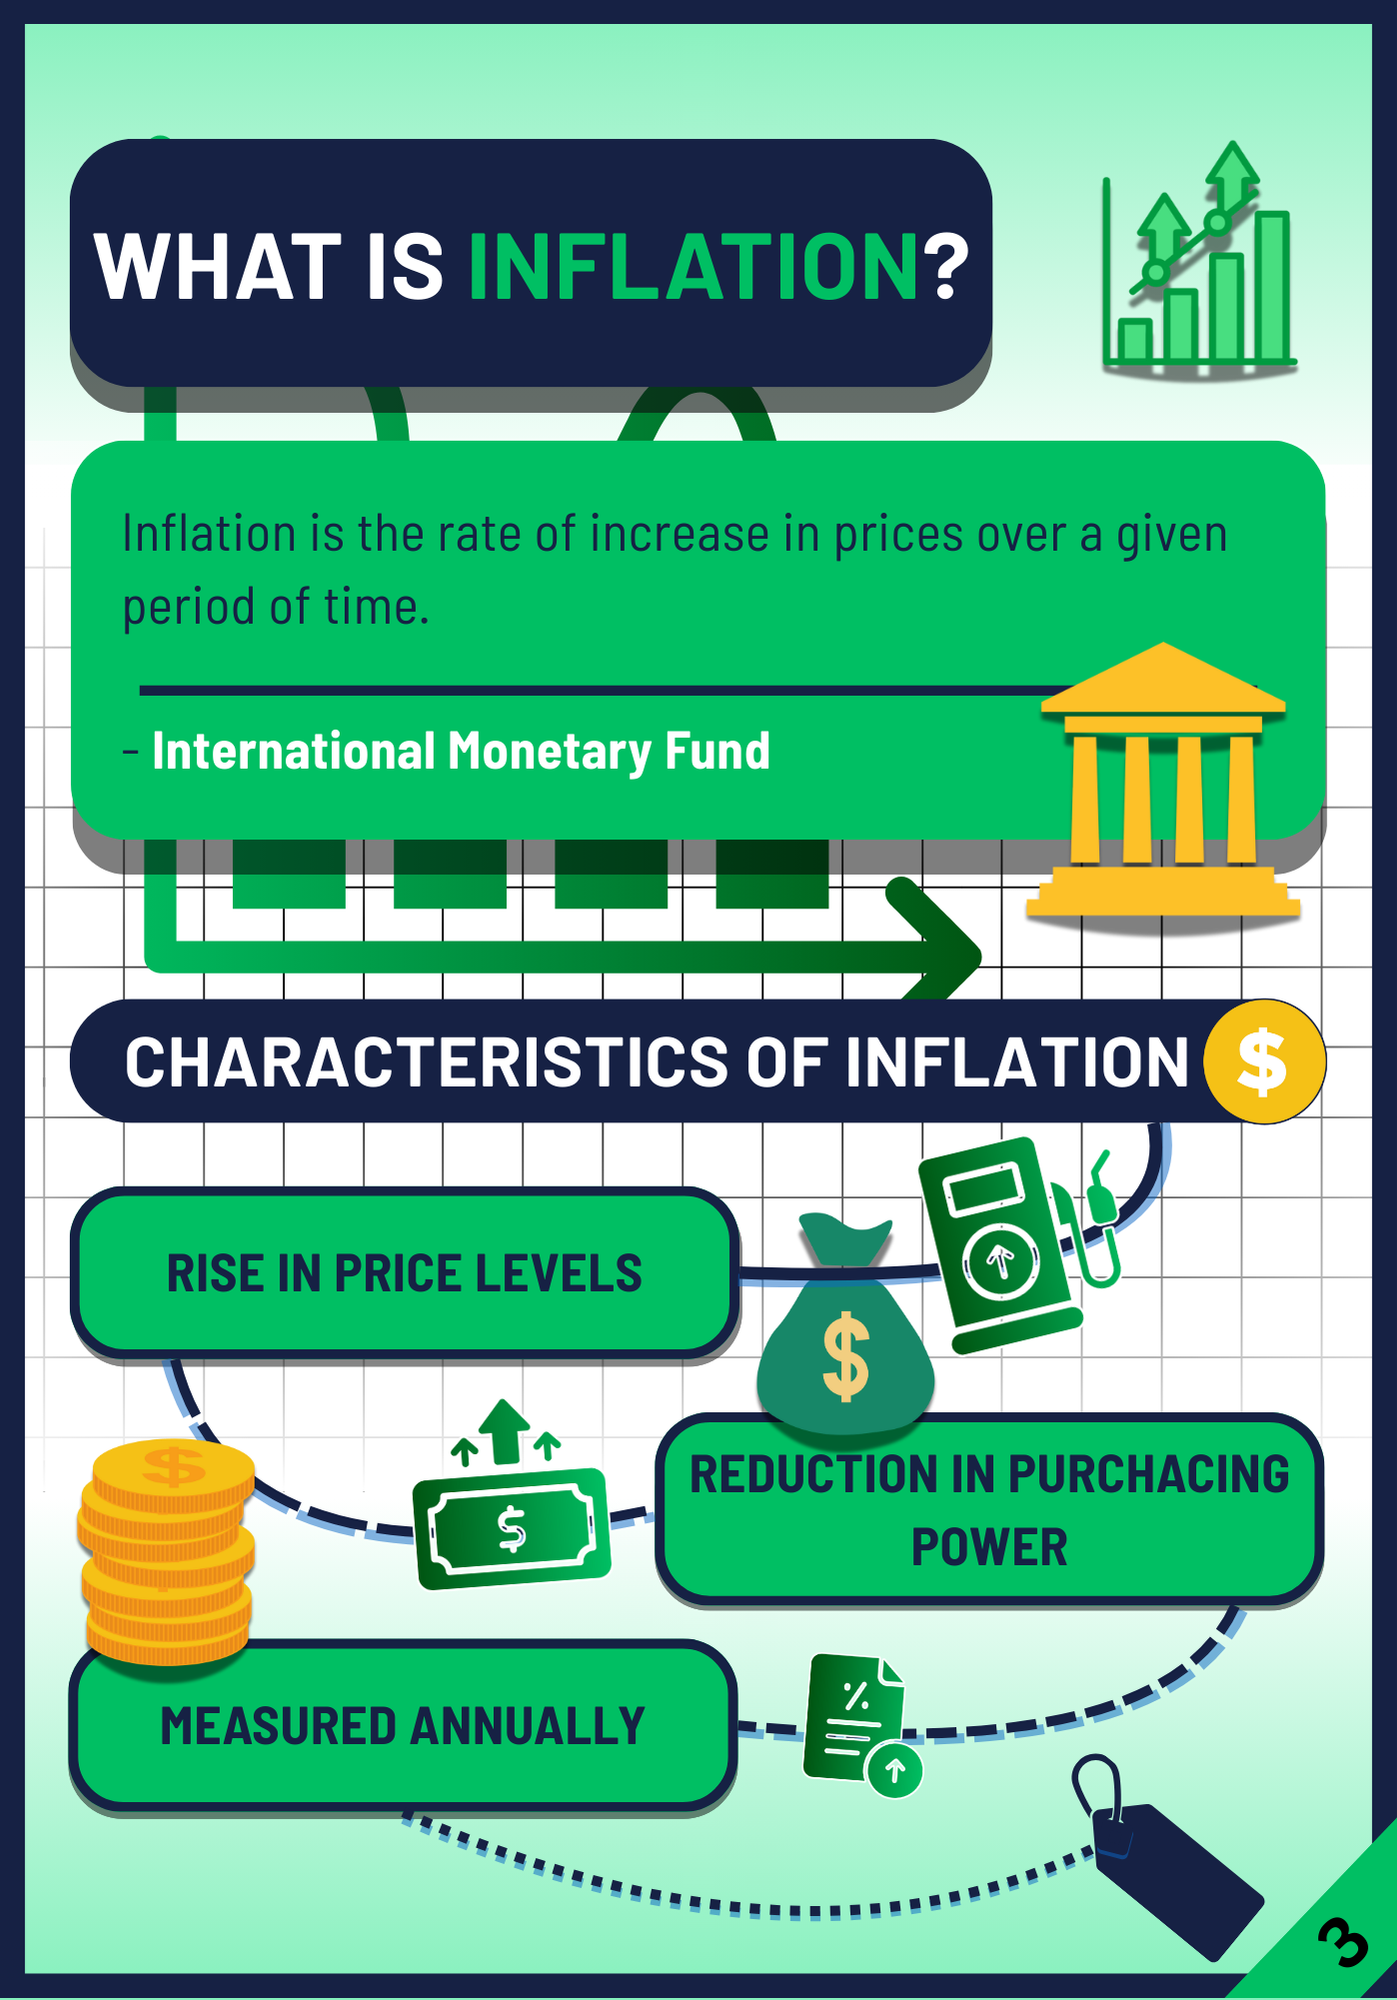 WHAT IS INFLATION?
Inflation is the rate of increase in prices over a given
period of time.
- International Monetary Fund
CHARACTERISTICS OF INFLATION
$
RISE IN PRICE LEVELS
$
$
$
REDUCTION IN PURCHACING
POWER
MEASURED ANNUALLY
%
3